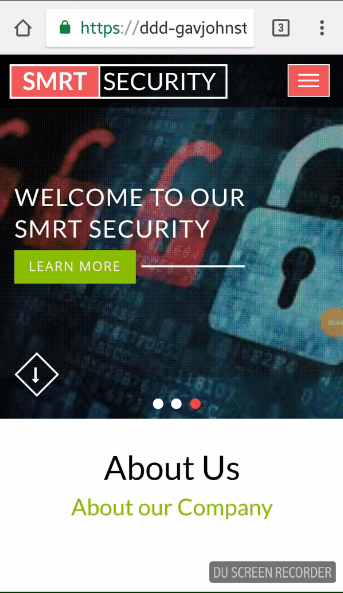 3
https://ddd-gavjohnst
SMRT SECURITY
WELCOME TO OUR
SMRT SECURITY
LEARN MORE
About Us
About our Company
DU SCREEN RECORDER